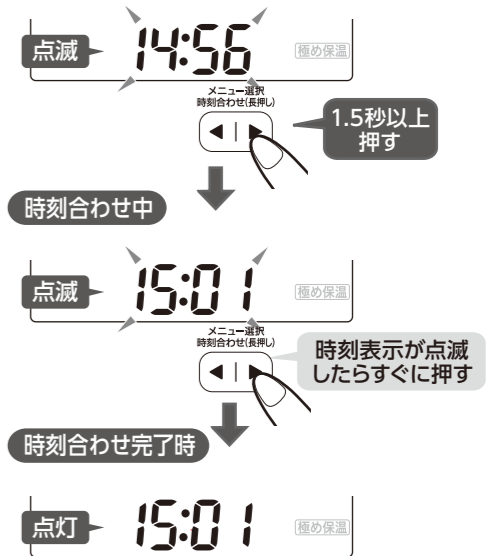 点滅
14:56
極め保温
メニュー選択
時刻合わせ(長押し)
1.5秒以上
押す
時刻合わせ中
点滅
15:01
極め保温
メニュー選択
時刻合わせ(長押し)
時刻表示が点滅
したらすぐに押す
時刻合わせ完了時
点灯
15:01
極め保温